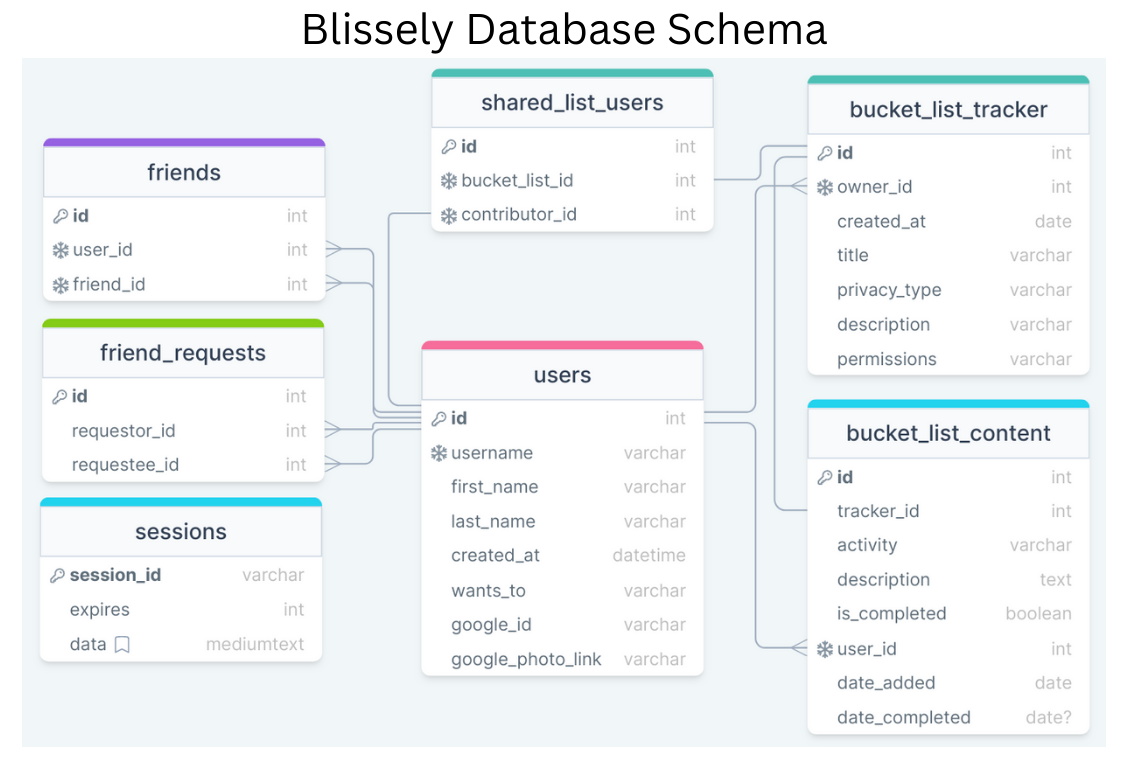 Blissely Database Schema
shared_list_users
id int
bucket_list_id int
contributor_id int
bucket_list_tracker
id int
owner_id int
created_at date
title varchar
privacy_type varchar
description varchar
permissions varchar
friends
id int
user_id int
friend_id int
friend_requests
id int
requestor_id int
requestee_id int
users
id int
username varchar
first_name varchar
last_name varchar
created_at datetime
wants_to varchar
google_id varchar
google_photo_link varchar
bucket_list_content
id int
tracker_id int
activity varchar
description text
is_completed boolean
user_id int
date_added date
date_completed date?
sessions
session_id varchar
expires int
data mediumtext